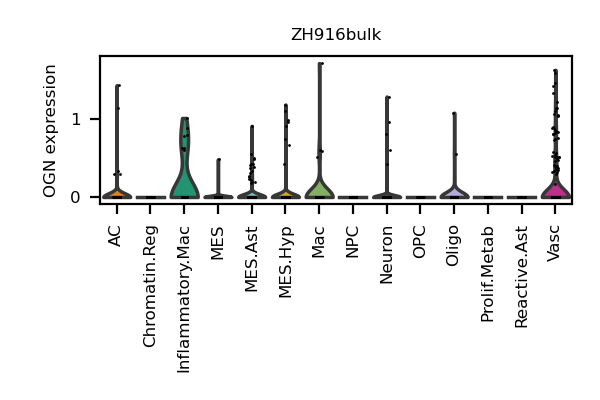 ZH916bulk
OGN expression
1
0
AC
Chromatin.Reg
Inflammatory.Mac
MES
MES.Ast
MES.Hyp
Mac
NPC
Neuron
OPC
Oligo
Prolif.Metab
Reactive.Ast
Vasc